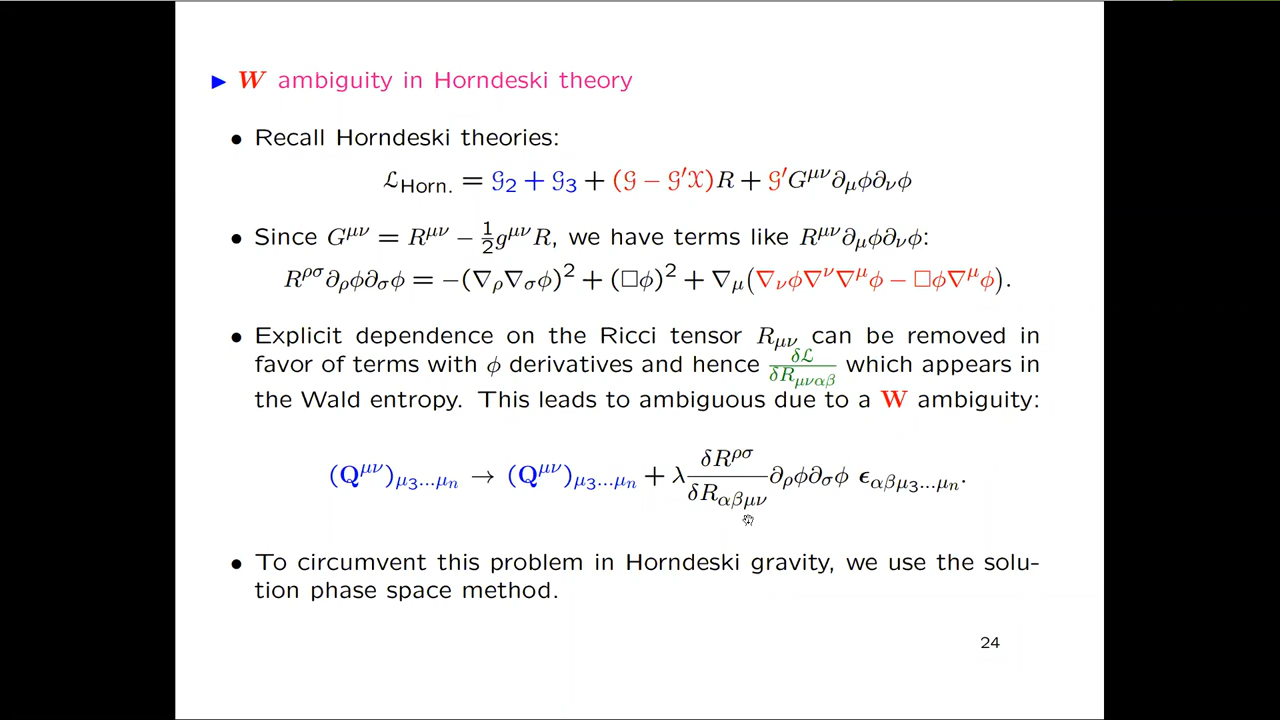 ▶ W ambiguity in Horndeski theory
• Recall Horndeski theories:
ℒ_Horn. = 𝒢₂ + 𝒢₃ + (𝒢 − 𝒢′𝒳)R + 𝒢′G^{μν}∂_μφ∂_νφ
• Since G^{μν} = R^{μν} − ½g^{μν}R, we have terms like R^{μν}∂_μφ∂_νφ:
R^{ρσ}∂_ρφ∂_σφ = −(∇_ρ∇_σφ)² + (□φ)² + ∇_μ(∇_νφ∇^ν∇^μφ − □φ∇^μφ).
• Explicit dependence on the Ricci tensor R_{μν} can be removed in
favor of terms with φ derivatives and hence δℒ/δR_{μναβ} which appears in
the Wald entropy. This leads to ambiguous due to a W ambiguity:
(Q^{μν})_{μ₃...μₙ} → (Q^{μν})_{μ₃...μₙ} + λ δR^{ρσ}/δR_{αβμν} ∂_ρφ∂_σφ ε_{αβμ₃...μₙ}.
• To circumvent this problem in Horndeski gravity, we use the solu-
tion phase space method.
24